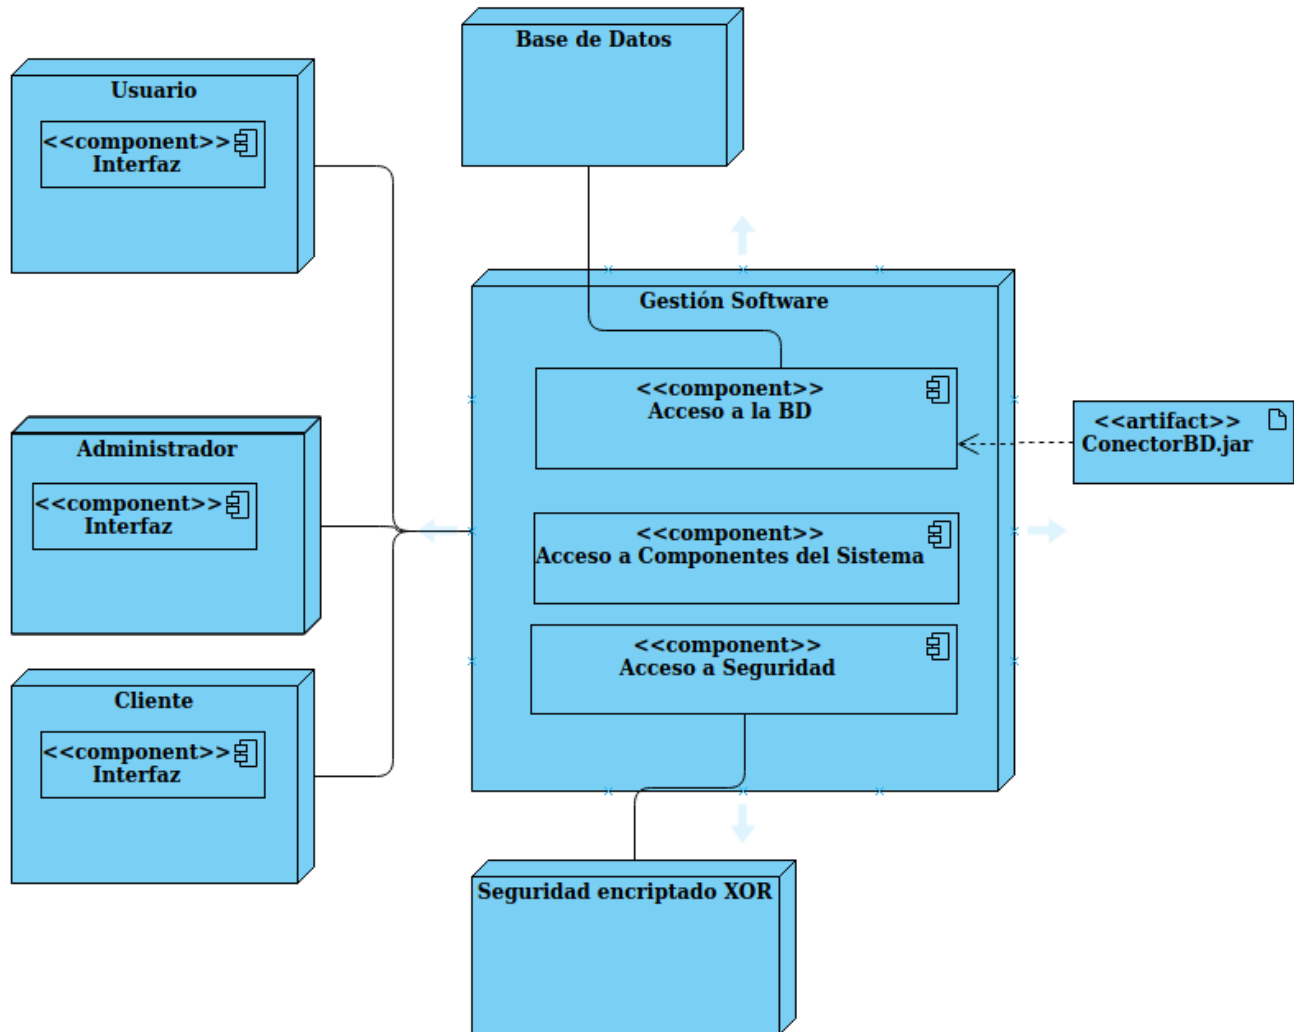 Base de Datos
Usuario
<<component>>
Interfaz
Gestión Software
<<component>>
Acceso a la BD
<<artifact>>
ConectorBD.jar
Administrador
<<component>>
Interfaz
<<component>>
Acceso a Componentes del Sistema
<<component>>
Acceso a Seguridad
Cliente
<<component>>
Interfaz
Seguridad encriptado XOR